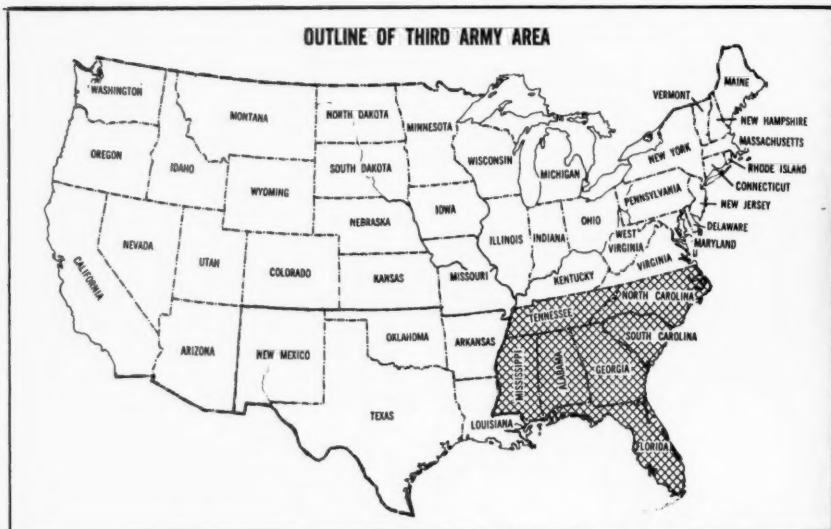 OUTLINE OF THIRD ARMY AREA
WASHINGTON
MONTANA
NORTH DAKOTA
MINNESOTA
VERMONT
MAINE
NEW HAMPSHIRE
MASSACHUSETTS
OREGON
IDAHO
WYOMING
SOUTH DAKOTA
WISCONSIN
MICHIGAN
NEW YORK
RHODE ISLAND
CONNECTICUT
NEW JERSEY
PENNSYLVANIA
NEBRASKA
IOWA
ILLINOIS
INDIANA
OHIO
WEST
VIRGINIA
DELAWARE
MARYLAND
NEVADA
UTAH
COLORADO
KANSAS
MISSOURI
KENTUCKY
VIRGINIA
CALIFORNIA
ARIZONA
NEW MEXICO
OKLAHOMA
ARKANSAS
TENNESSEE
NORTH CAROLINA
SOUTH CAROLINA
MISSISSIPPI
ALABAMA
GEORGIA
TEXAS
LOUISIANA
FLORIDA